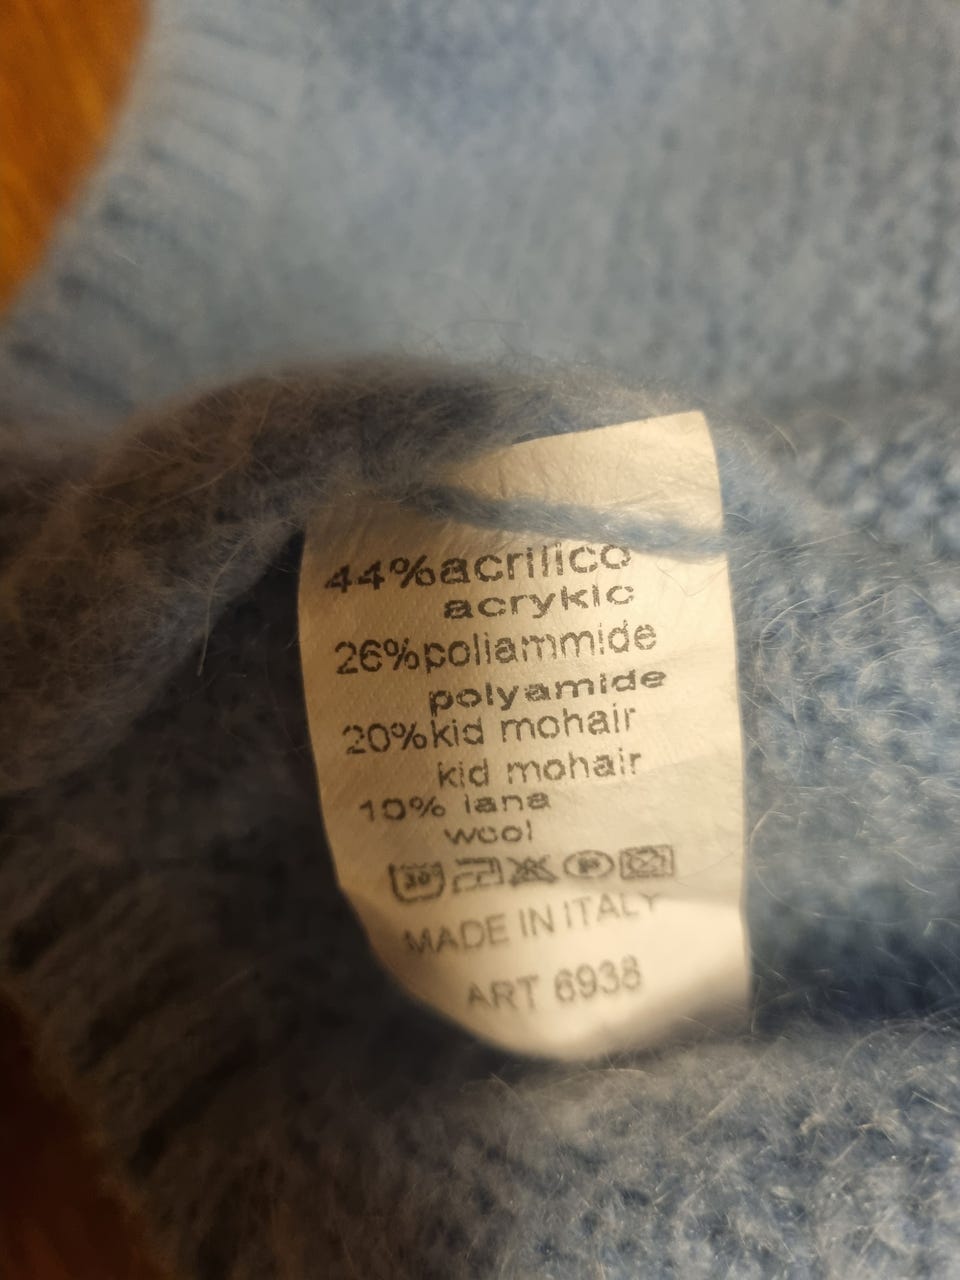 44%acrilico
acrykic
26%poliammide
polyamide
20%kid mohair
kid mohair
10% lana
wool
30 P
MADE IN ITALY
ART 6938